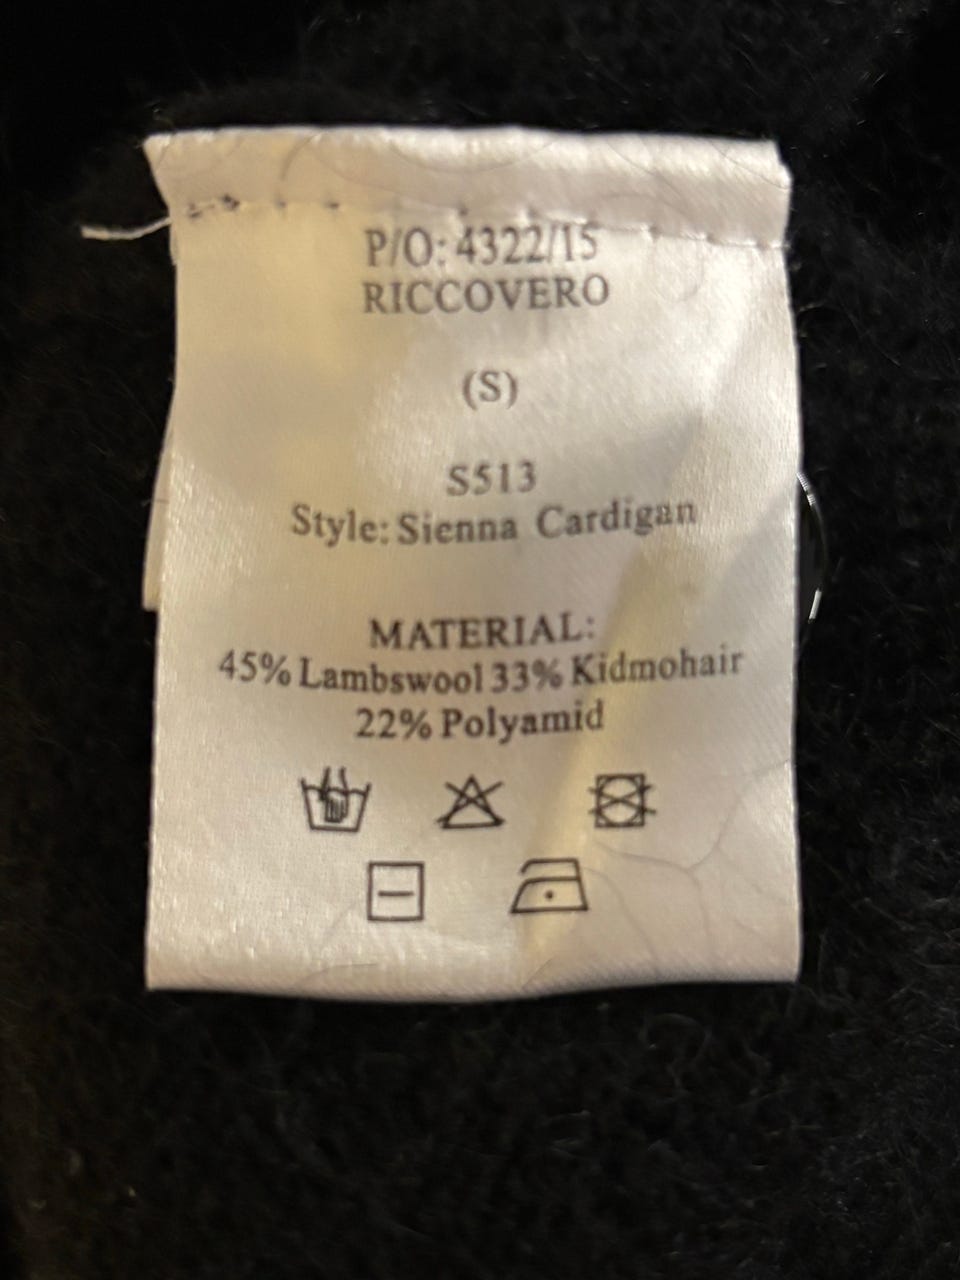 P/O: 4322/15
RICCOVERO
(S)
S513
Style: Sienna Cardigan
MATERIAL:
45% Lambswool 33% Kidmohair
22% Polyamid